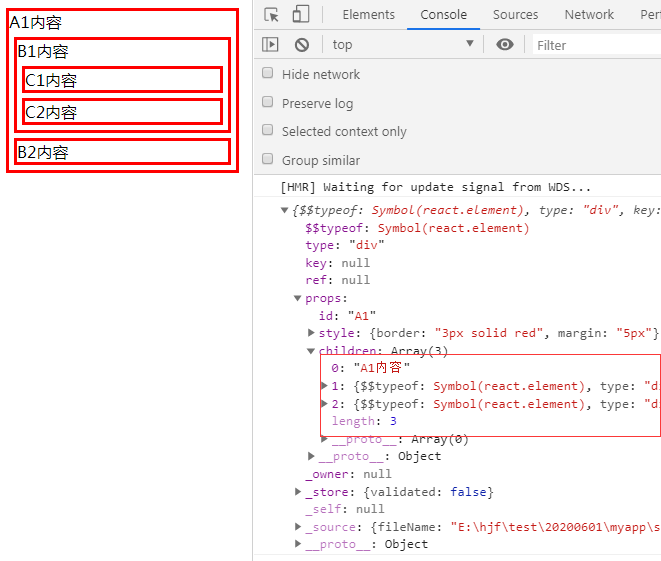 A1内容
B1内容
C1内容
C2内容
B2内容
Elements Console Sources Network Perf
top Filter
Hide network
Preserve log
Selected context only
Group similar
[HMR] Waiting for update signal from WDS...
{$$typeof: Symbol(react.element), type: "div", key:
$$typeof: Symbol(react.element)
type: "div"
key: null
ref: null
props:
id: "A1"
style: {border: "3px solid red", margin: "5px"}
children: Array(3)
0: "A1内容"
1: {$$typeof: Symbol(react.element), type: "di
2: {$$typeof: Symbol(react.element), type: "di
length: 3
__proto__: Array(0)
__proto__: Object
_owner: null
_store: {validated: false}
_self: null
_source: {fileName: "E:\hjf\test\20200601\myapp\s
__proto__: Object